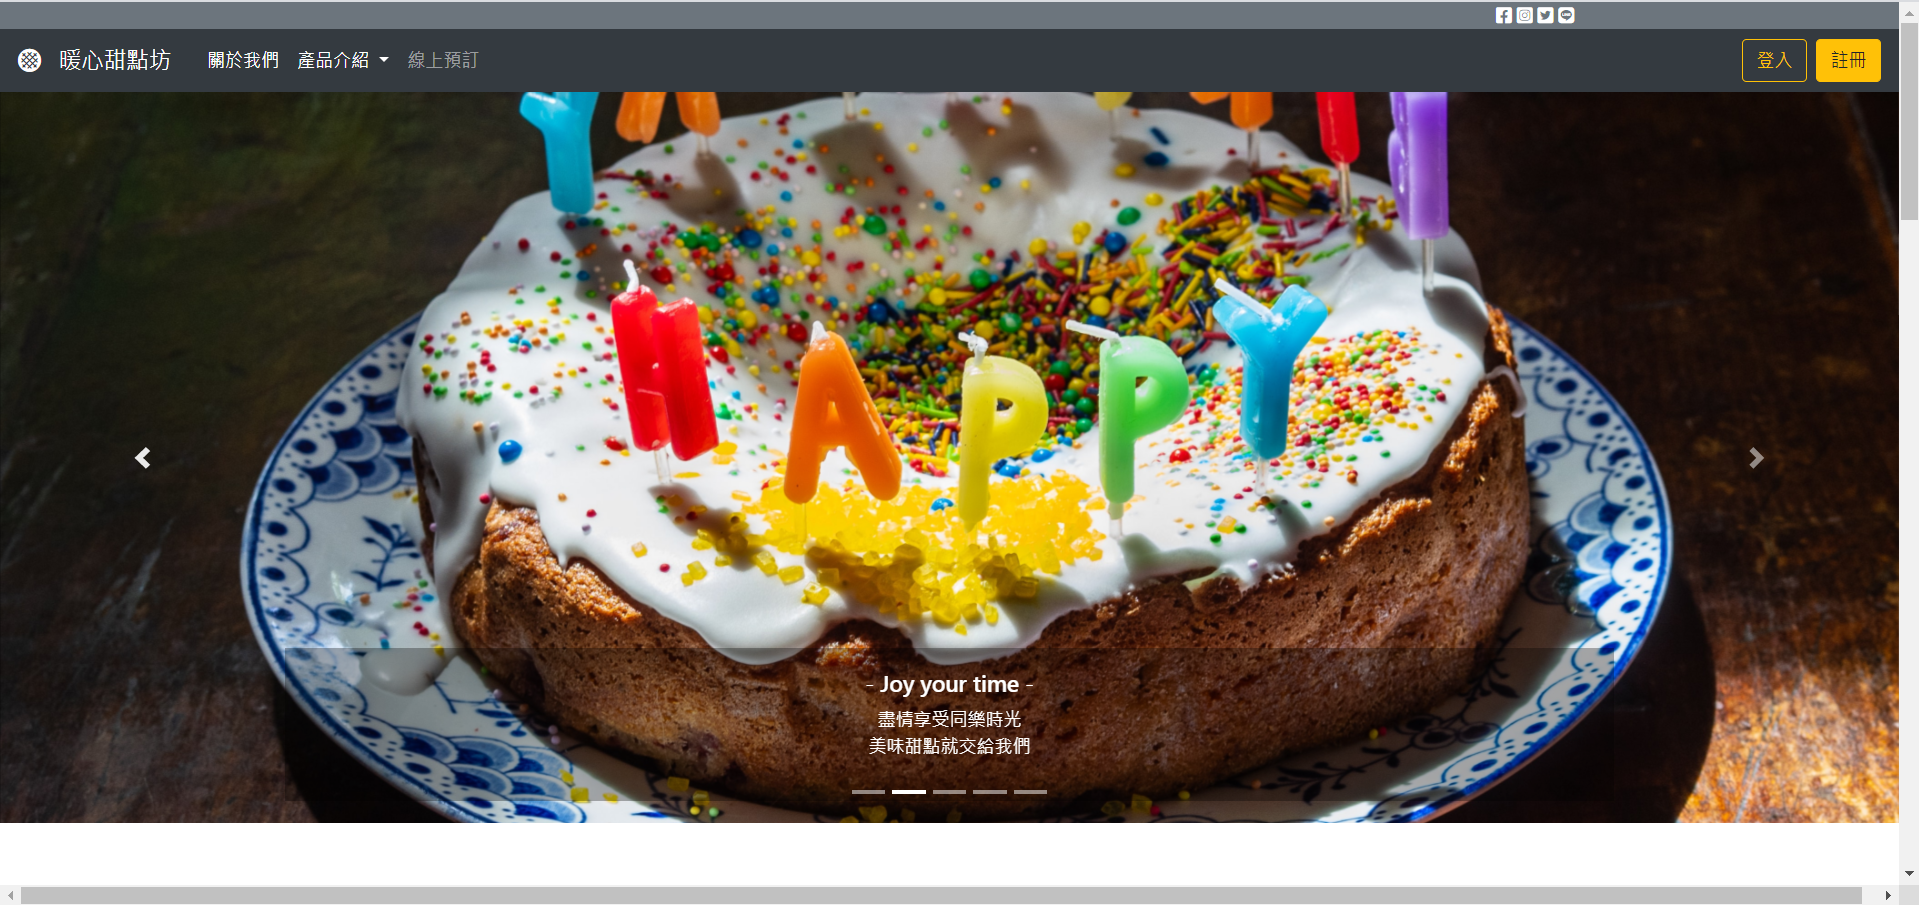 暖心甜點坊
關於我們
產品介紹
線上預訂
登入
註冊
HAPPY
- Joy your time -
盡情享受同樂時光
美味甜點就交給我們